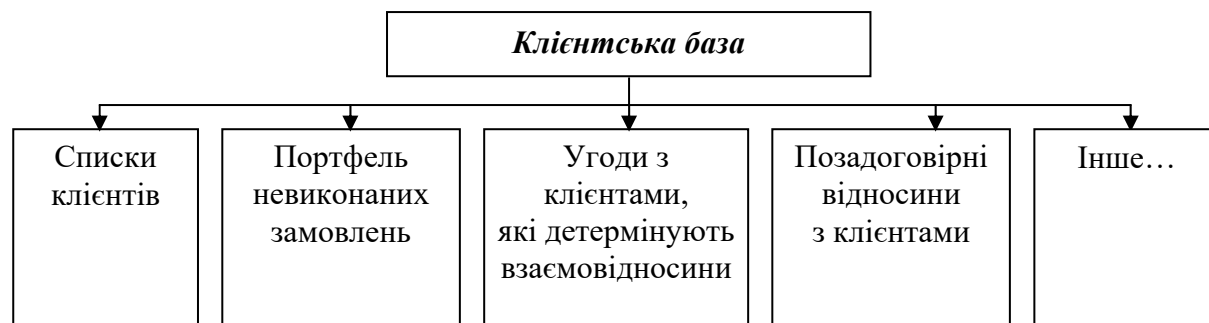 Клієнтська база
Списки
клієнтів
Портфель
невиконаних
замовлень
Угоди з
клієнтами,
які детермінують
взаємовідносини
Позадоговірні
відносини
з клієнтами
Інше…